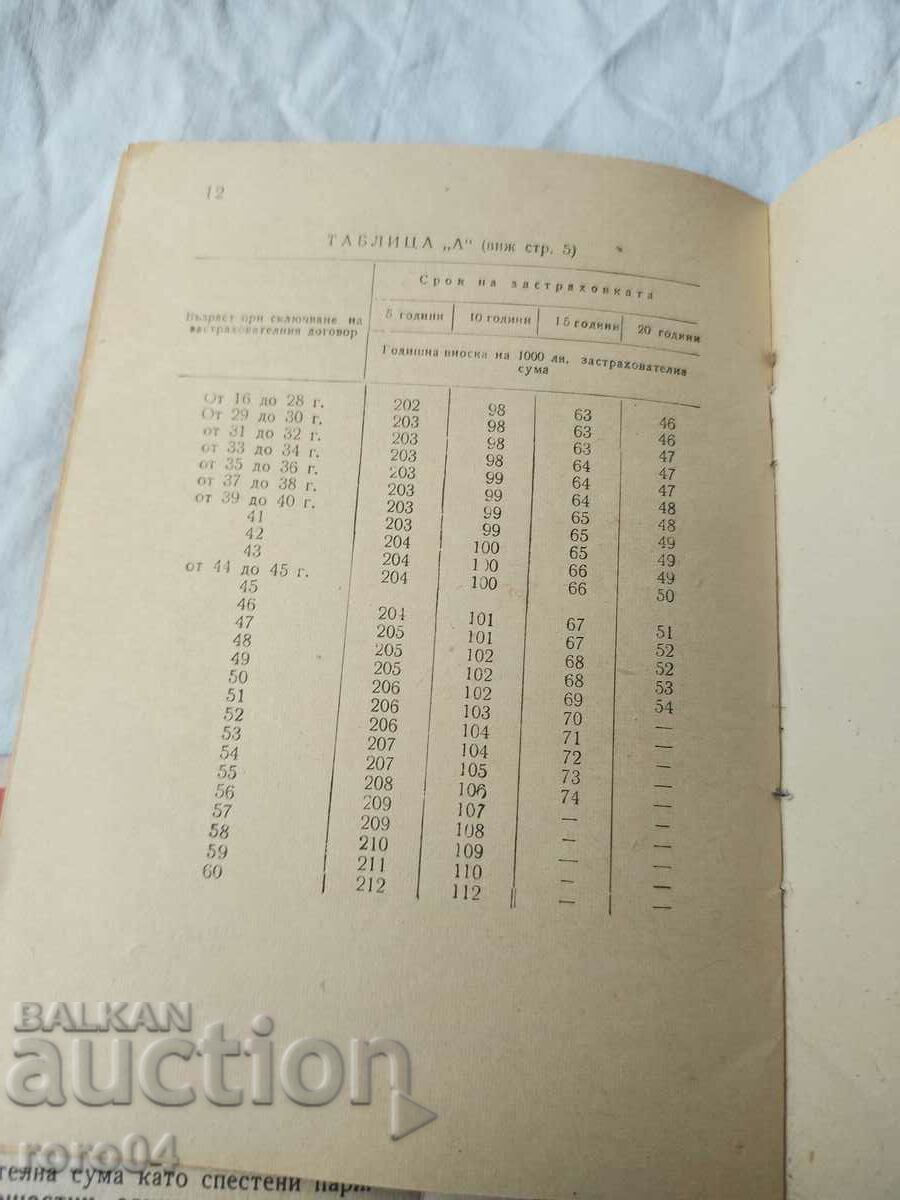 12
ТАБЛИЦА „А“ (виж стр. 5)
Възраст при сключване на застрахователния договор
Срок на застраховката
5 години 10 години 15 години 20 години
Годишна вноска на 1000 лв. застрахователна
сума
От 16 до 28 г. 202 98 63 46
От 29 до 30 г. 203 98 63 46
от 31 до 32 г. 203 98 63 47
от 33 до 34 г. 203 98 64 47
от 35 до 36 г. 203 99 64 47
от 37 до 38 г. 203 99 64 48
от 39 до 40 г. 203 99 65 48
41 203 99 65 49
42 204 100 65 49
43 204 100 66 49
от 44 до 45 г. 204 100 66 50
45
46 204 101 67 51
47 205 101 67 52
48 205 102 68 52
49 205 102 68 53
50 206 102 69 54
51 206 103 70 —
52 206 104 71 —
53 207 104 72 —
54 207 105 73 —
55 208 106 74 —
56 209 107 — —
57 209 108 — —
58 210 109 — —
59 211 110 — —
60 212 112 — —
BALKAN
auction
roro04
сума като спестени